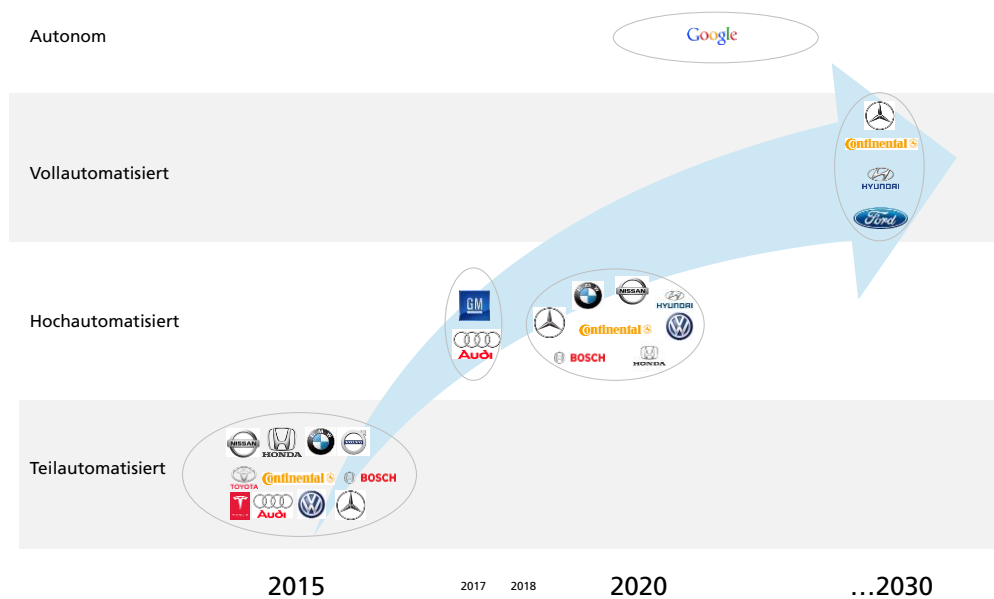 Autonom
Google
Vollautomatisiert
Continental
HYUNDAI
Ford
Hochautomatisiert
GM
Audi
NISSAN
HYUNDAI
Continental
BOSCH
HONDA
Teilautomatisiert
NISSAN
HONDA
VOLVO
TOYOTA
Continental
BOSCH
Audi
2015
2017
2018
2020
...2030